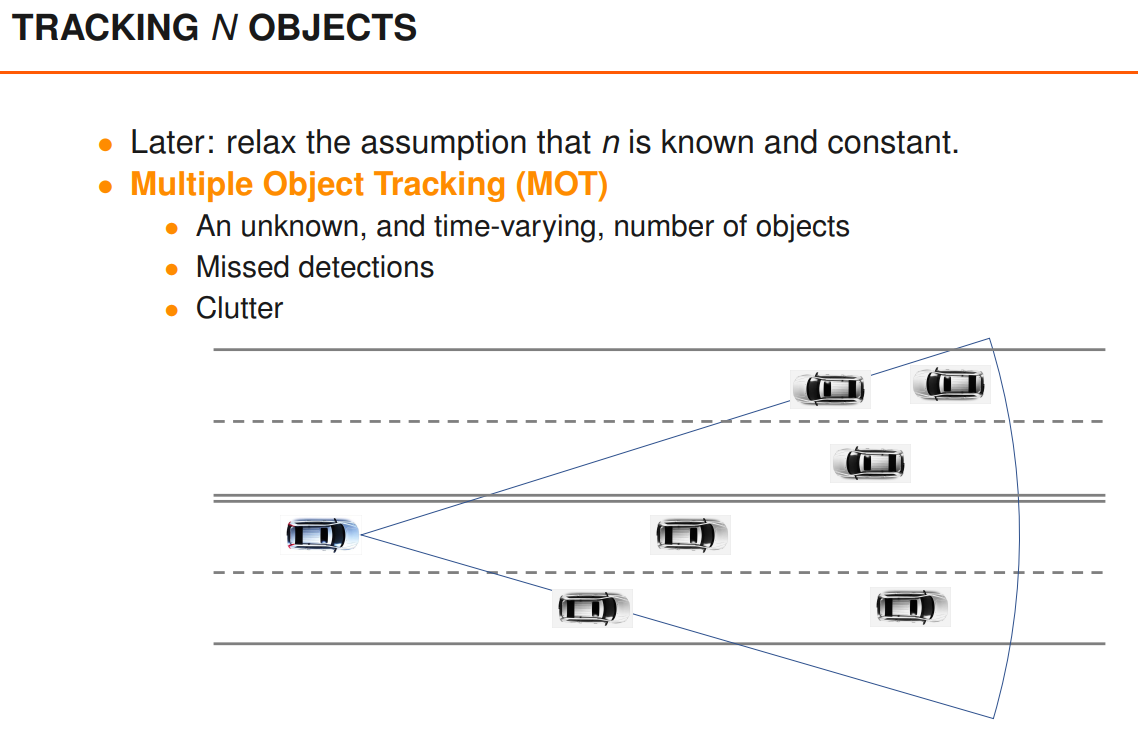 TRACKING N OBJECTS
• Later: relax the assumption that n is known and constant.
• Multiple Object Tracking (MOT)
• An unknown, and time-varying, number of objects
• Missed detections
• Clutter